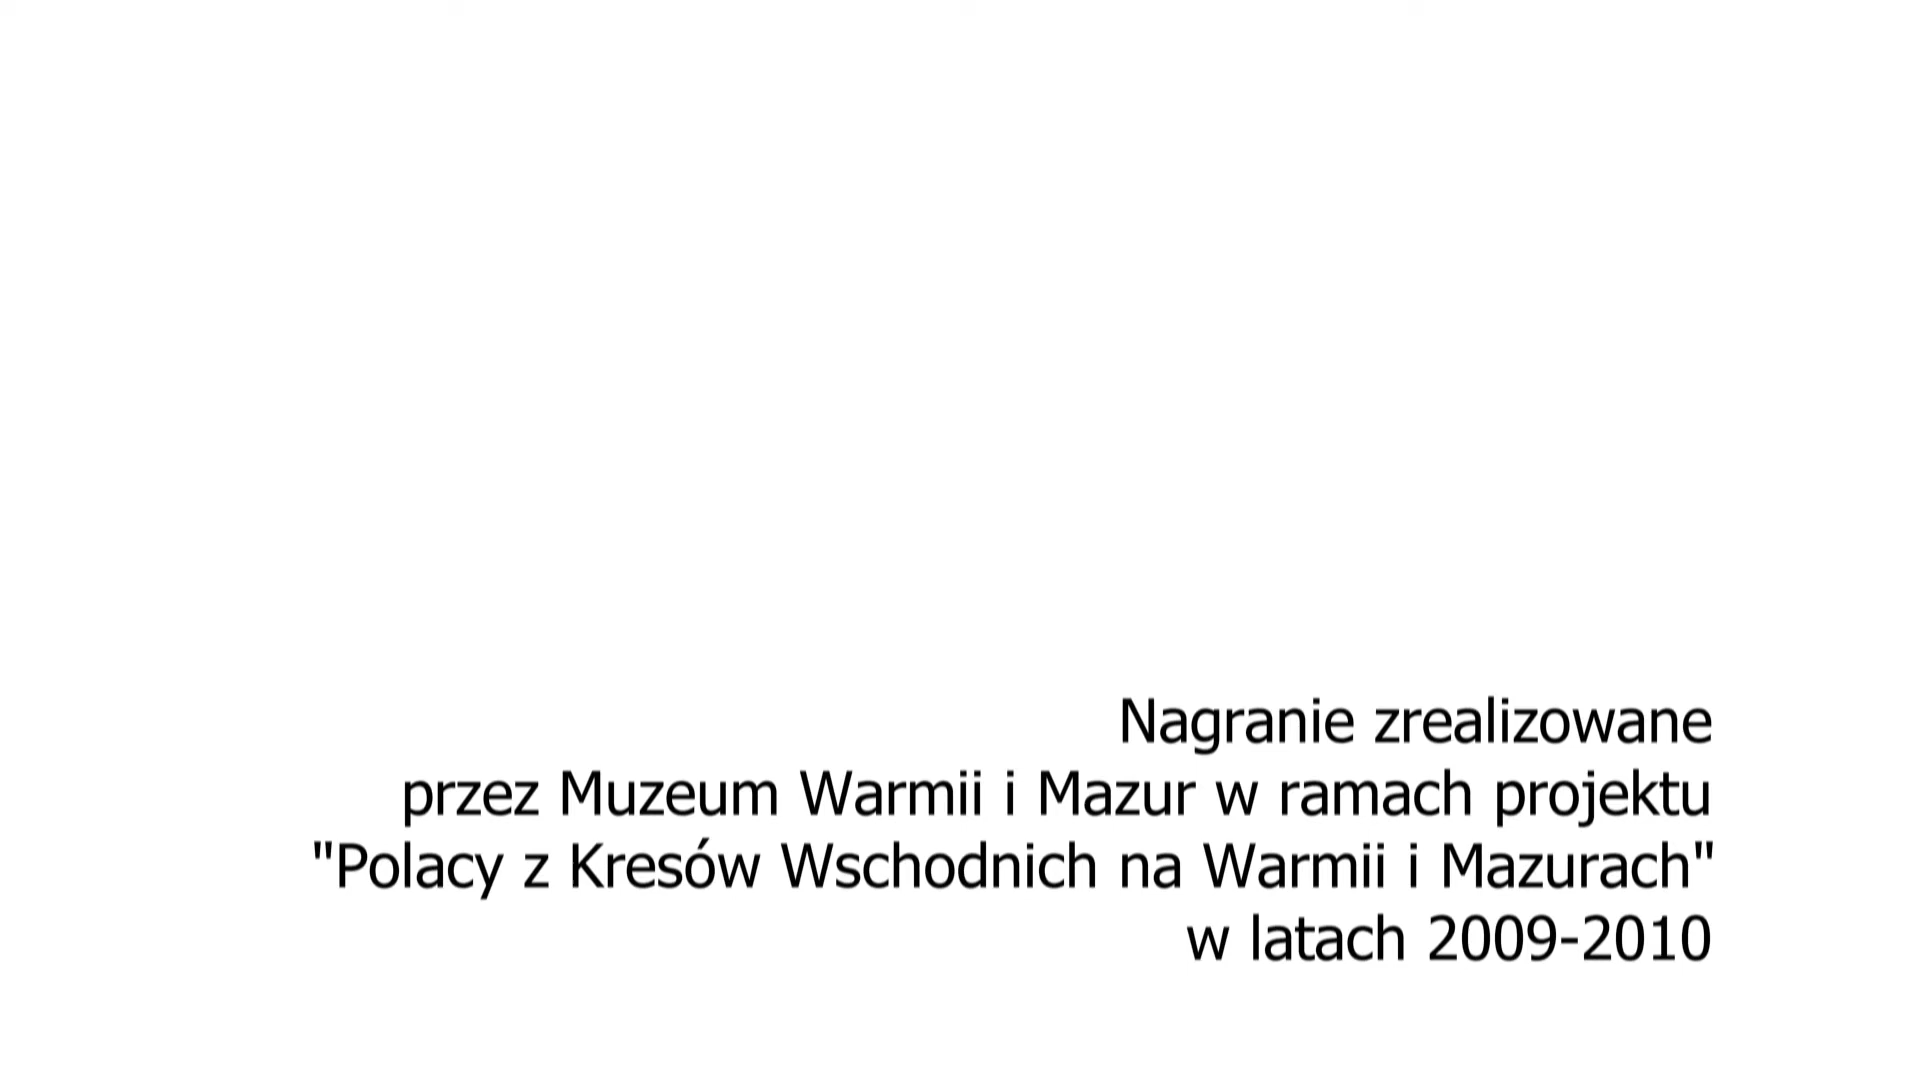 Nagranie zrealizowane
przez Muzeum Warmii i Mazur w ramach projektu
"Polacy z Kresów Wschodnich na Warmii i Mazurach"
w latach 2009-2010